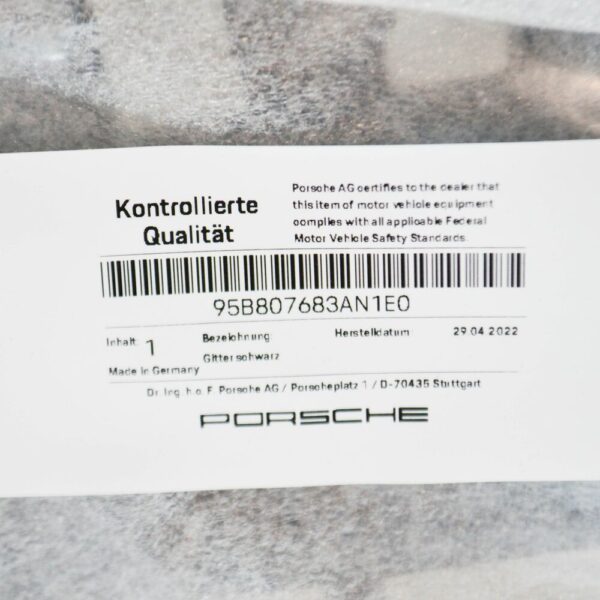 Kontrollierte
Qualität
Porsche AG certifies to the dealer that
this item of motor vehicle equipment
complies with all applicable Federal
Motor Vehicle Safety Standards.
95B807683AN1E0
Inhalt: 1
Bezeichnung
Herstelldatum
29.04.2022
Gitter schwarz
Made in Germany
Dr. Ing. h.c. F. Porsche AG / Porscheplatz 1 / D-70435 Stuttgart
PORSCHE